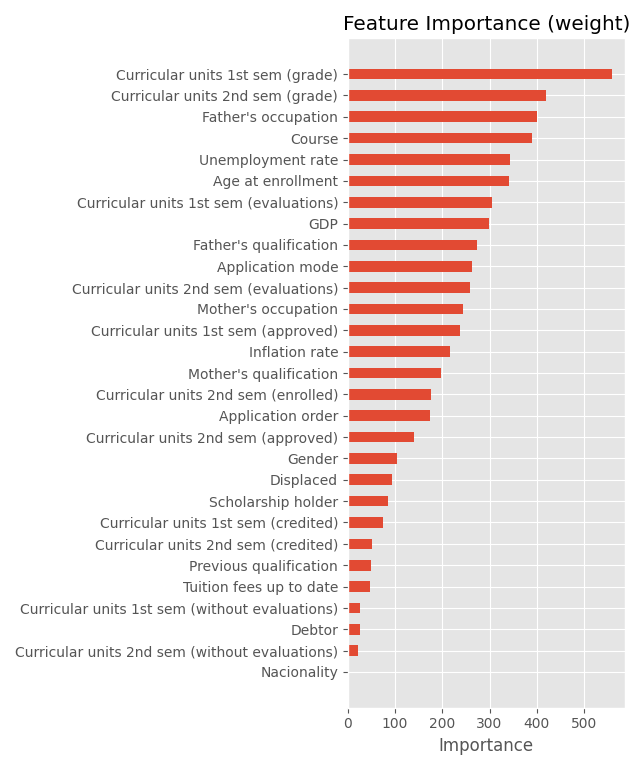 Feature Importance (weight)
Curricular units 1st sem (grade)
Curricular units 2nd sem (grade)
Father's occupation
Course
Unemployment rate
Age at enrollment
Curricular units 1st sem (evaluations)
GDP
Father's qualification
Application mode
Curricular units 2nd sem (evaluations)
Mother's occupation
Curricular units 1st sem (approved)
Inflation rate
Mother's qualification
Curricular units 2nd sem (enrolled)
Application order
Curricular units 2nd sem (approved)
Gender
Displaced
Scholarship holder
Curricular units 1st sem (credited)
Curricular units 2nd sem (credited)
Previous qualification
Tuition fees up to date
Curricular units 1st sem (without evaluations)
Debtor
Curricular units 2nd sem (without evaluations)
Nacionality
0 100 200 300 400 500
Importance